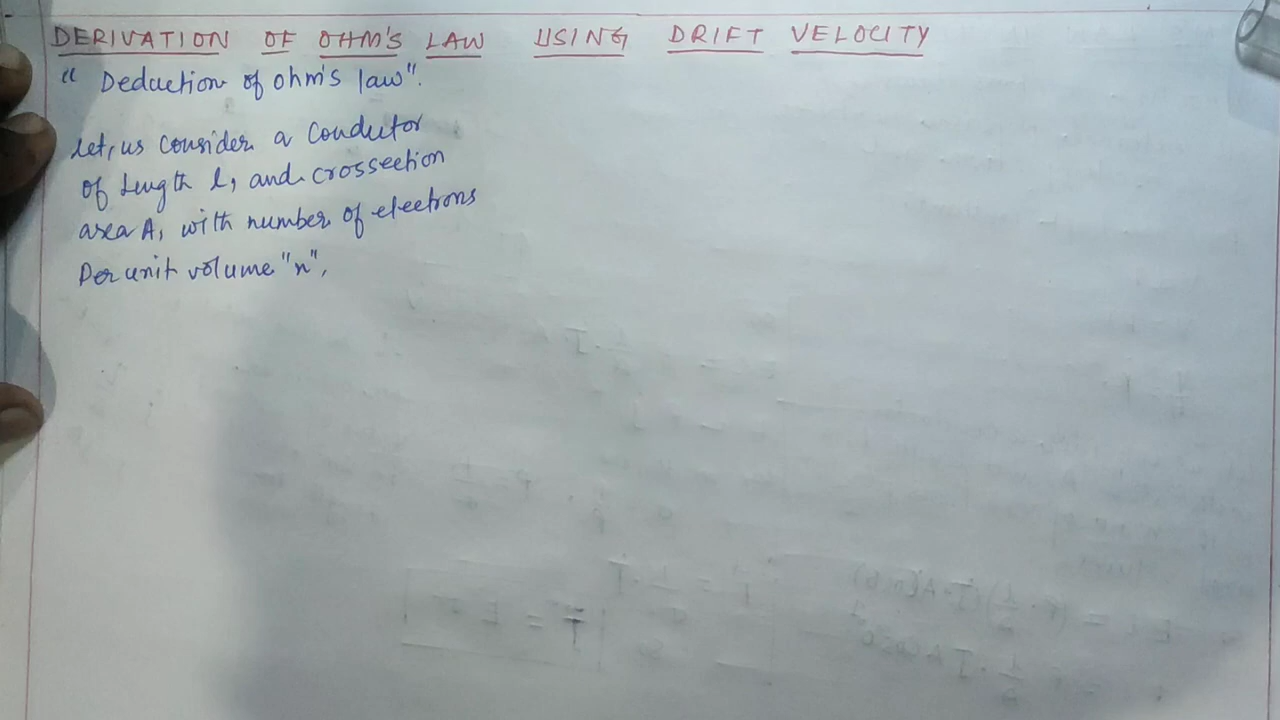 DERIVATION OF OHM'S LAW USING DRIFT VELOCITY
"Deduction of ohm's law".
Let, us consider a Condutor
of Length l, and crossection
area A, with number of electrons
Per unit volume "n",